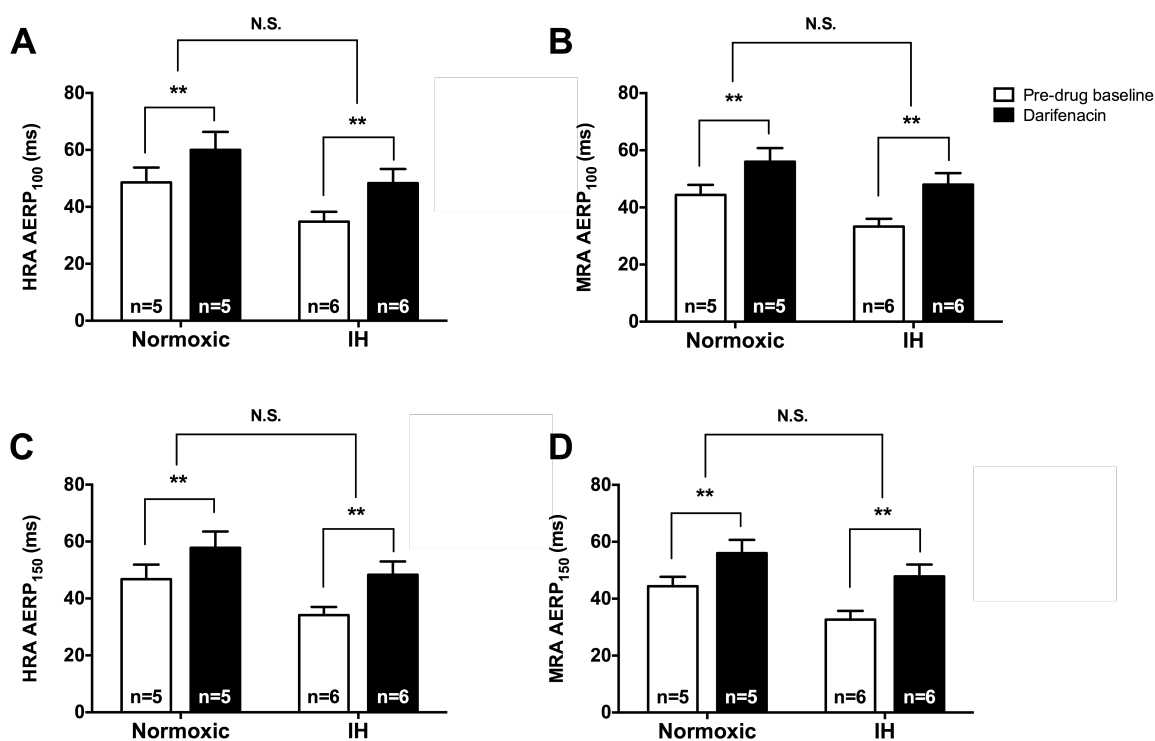 A
N.S.
HRA AERP100 (ms)
80
60
40
20
0
**
**
n=5
n=5
n=6
n=6
Normoxic
IH
B
N.S.
MRA AERP100 (ms)
80
60
40
20
0
**
**
n=5
n=5
n=6
n=6
Normoxic
IH
Pre-drug baseline
Darifenacin
C
N.S.
HRA AERP150 (ms)
80
60
40
20
0
**
**
n=5
n=5
n=6
n=6
Normoxic
IH
D
N.S.
MRA AERP150 (ms)
80
60
40
20
0
**
**
n=5
n=5
n=6
n=6
Normoxic
IH